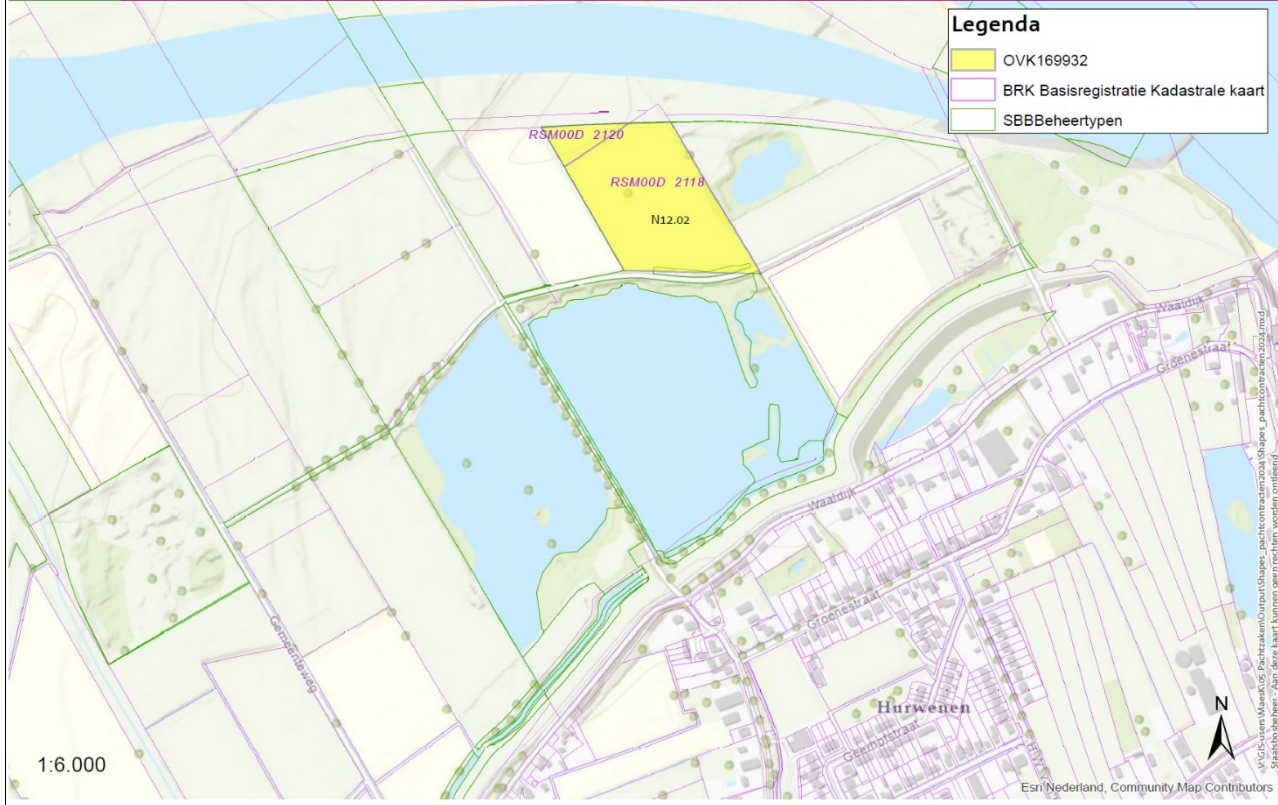 Legenda
OVK169932
BRK Basisregistratie Kadastrale kaart
SBBBeheertypen
RSM00D 2120
RSM00D 2118
N12.02
Waaldijk
Groenestraat
Waaldijk
Groenestraat
Gemeenteweg
Hurwenen
Geerhofstraat
N
1:6.000
Esri Nederland, Community Map Contributors
Staatsbosbeheer - Aan deze kaart kunnen geen rechten worden ontleend